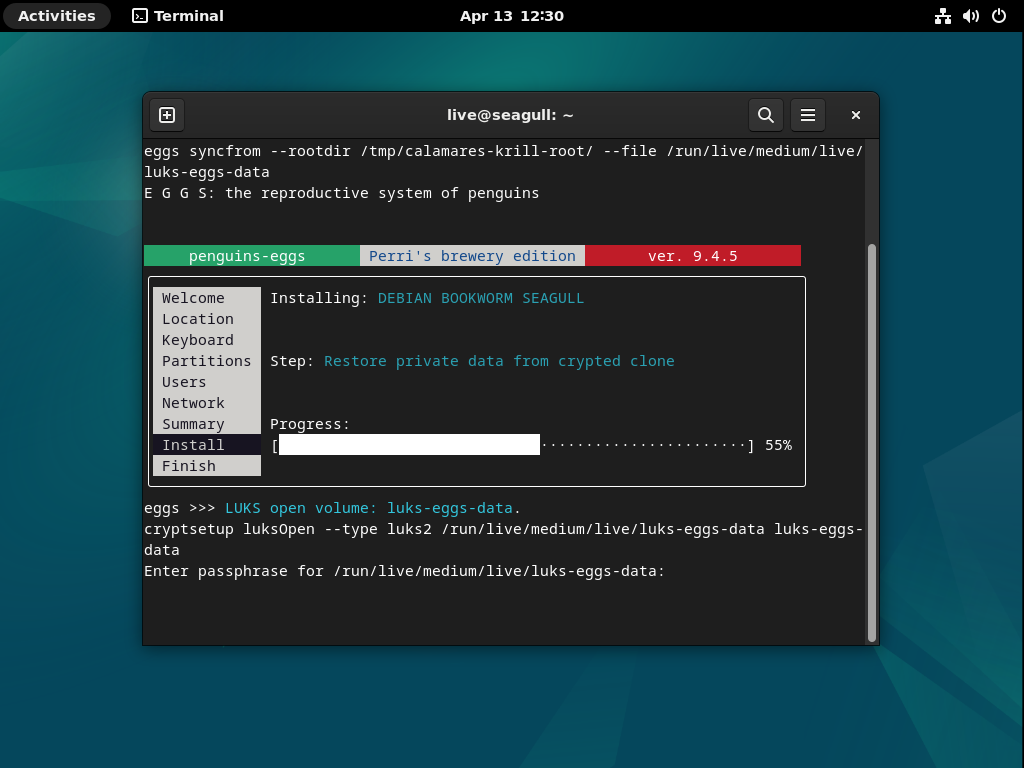 Activities Terminal Apr 13 12:30
live@seagull: ~
eggs syncfrom --rootdir /tmp/calamares-krill-root/ --file /run/live/medium/live/
luks-eggs-data
E G G S: the reproductive system of penguins
penguins-eggs Perri's brewery edition ver. 9.4.5
Welcome Installing: DEBIAN BOOKWORM SEAGULL
Location
Keyboard
Partitions Step: Restore private data from crypted clone
Users
Network
Summary Progress:
Install [·······················] 55%
Finish
eggs >>> LUKS open volume: luks-eggs-data.
cryptsetup luksOpen --type luks2 /run/live/medium/live/luks-eggs-data luks-eggs-
data
Enter passphrase for /run/live/medium/live/luks-eggs-data: